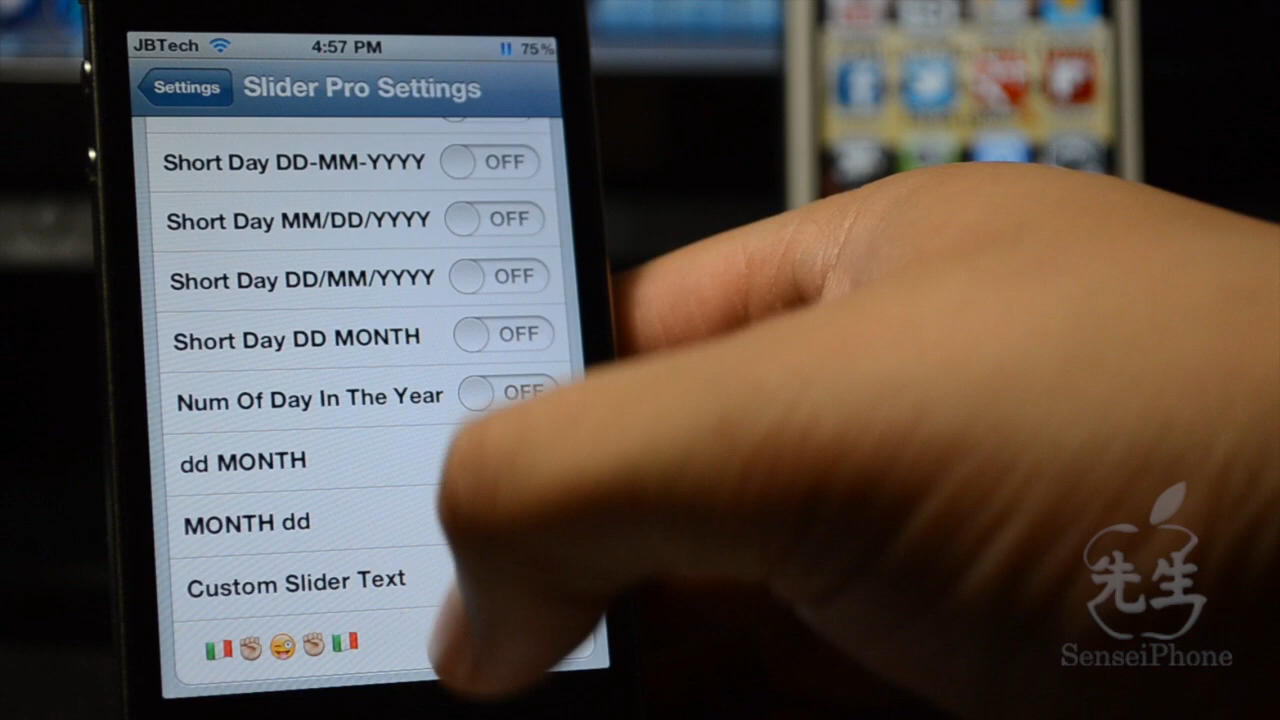 JBTech 4:57 PM 75%
Settings Slider Pro Settings
Short Day DD-MM-YYYY OFF
Short Day MM/DD/YYYY OFF
Short Day DD/MM/YYYY OFF
Short Day DD MONTH OFF
Num Of Day In The Year OFF
dd MONTH
MONTH dd
Custom Slider Text
🇮🇹✊😜✊🇮🇹
先生
SenseiPhone